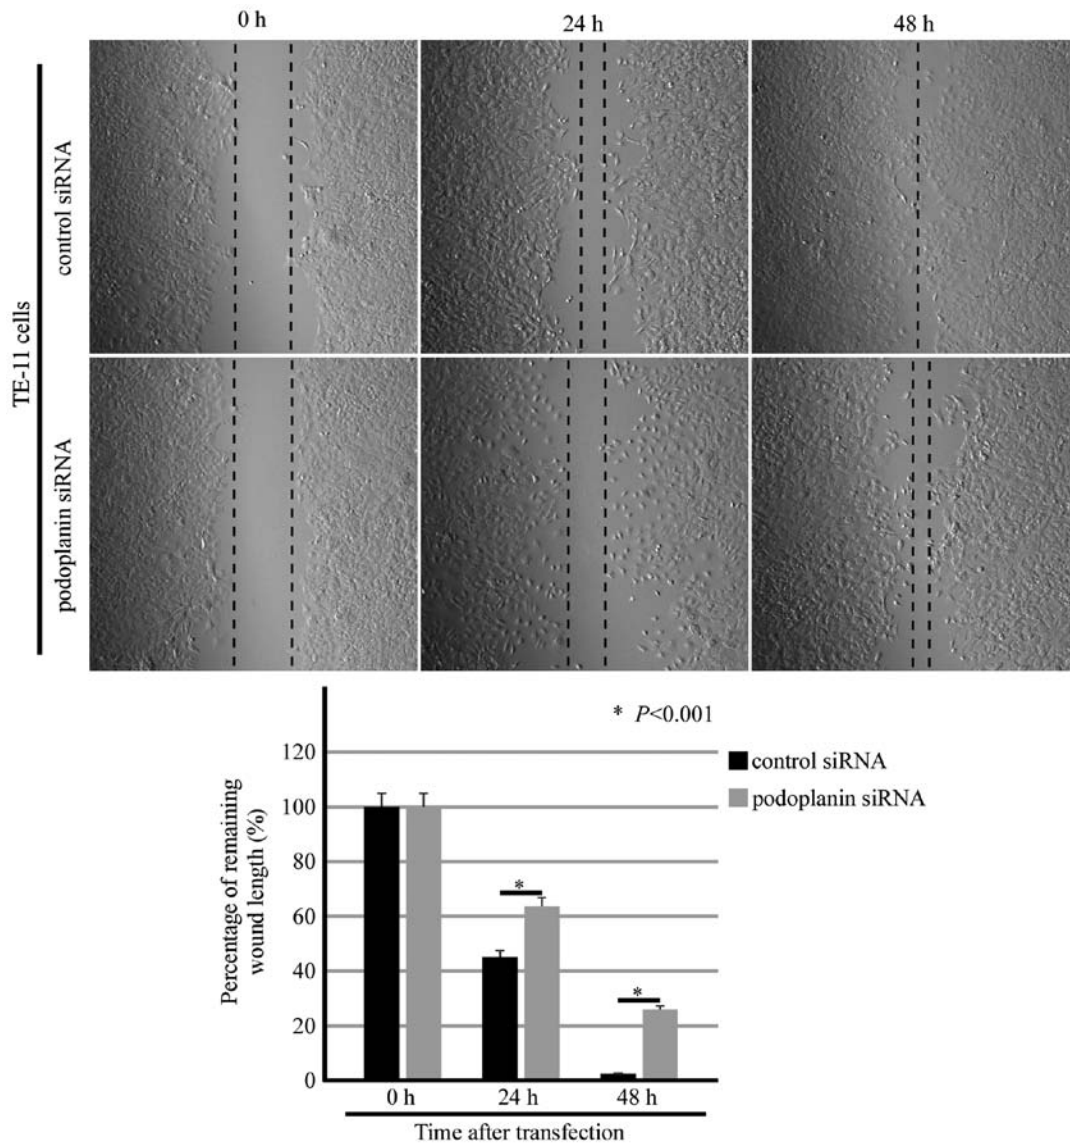 0 h
24 h
48 h
TE-11 cells
control siRNA
podoplanin siRNA
* P<0.001
control siRNA
podoplanin siRNA
Percentage of remaining
wound length (%)
120
100
80
60
40
20
0
*
*
0 h
24 h
48 h
Time after transfection